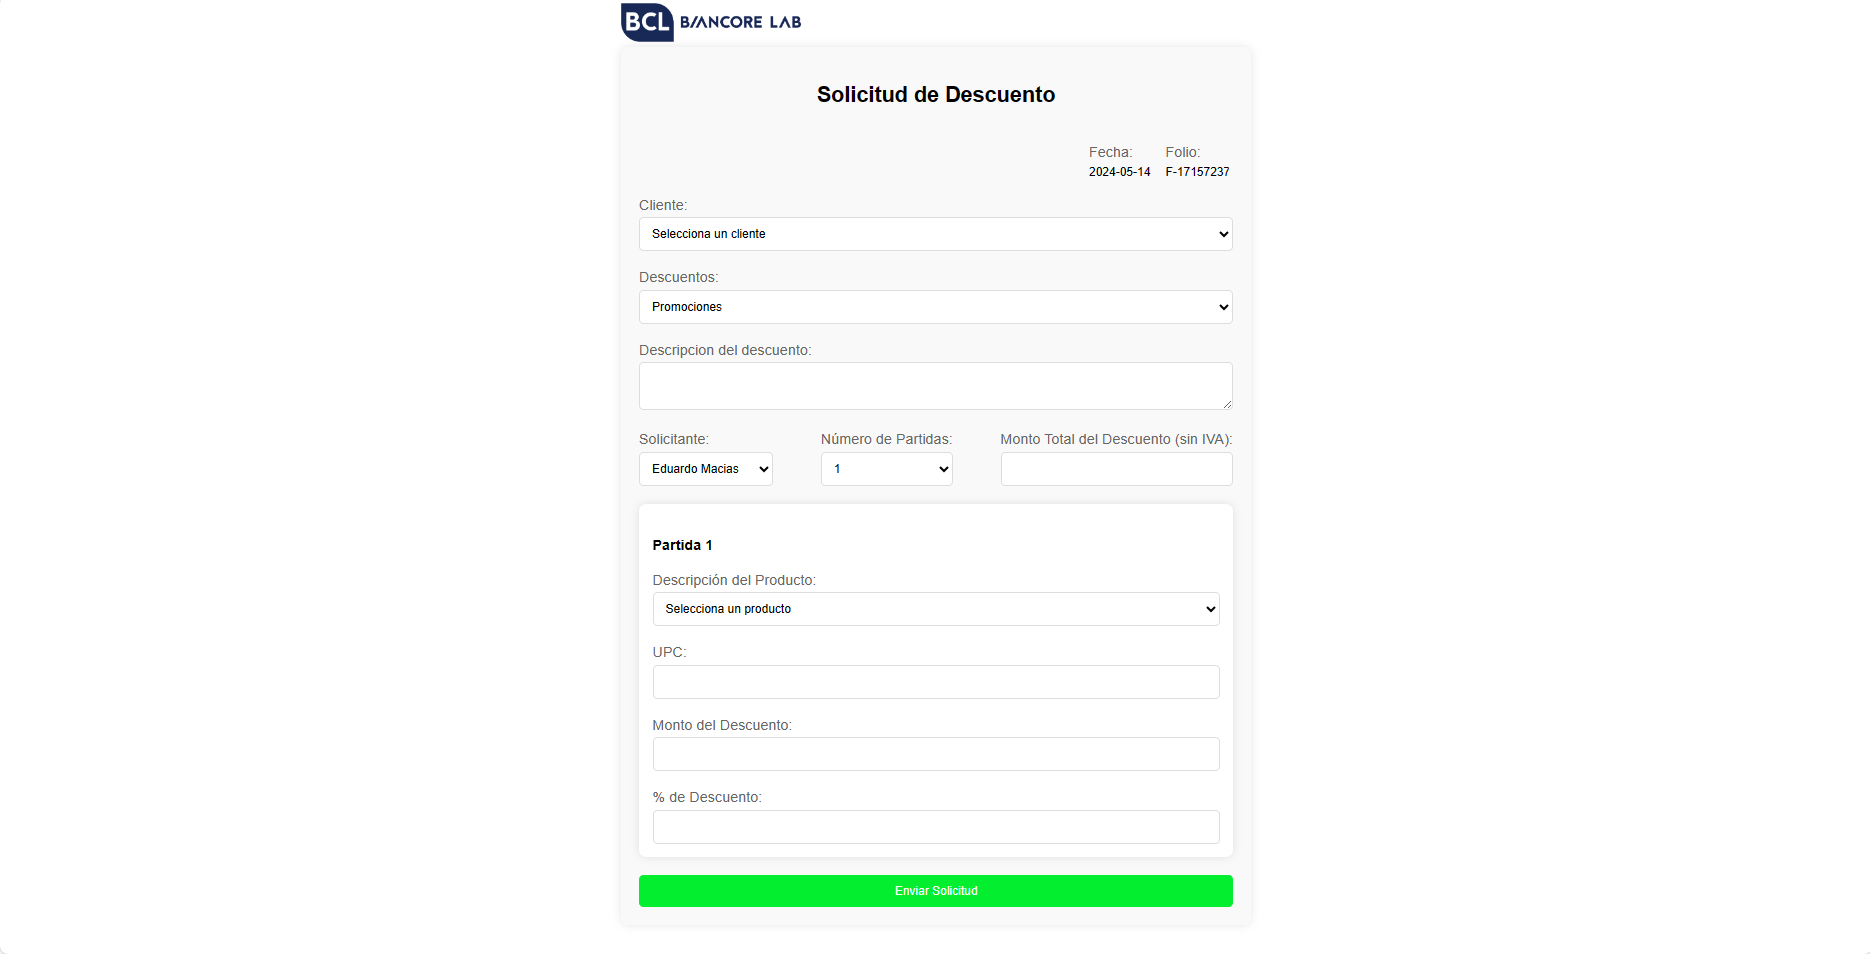 BCL BIANCORE LAB
Solicitud de Descuento
Fecha: Folio:
2024-05-14 F-17157237
Cliente:
Selecciona un cliente
Descuentos:
Promociones
Descripcion del descuento:
Solicitante: Número de Partidas: Monto Total del Descuento (sin IVA):
Eduardo Macias 1
Partida 1
Descripción del Producto:
Selecciona un producto
UPC:
Monto del Descuento:
% de Descuento:
Enviar Solicitud